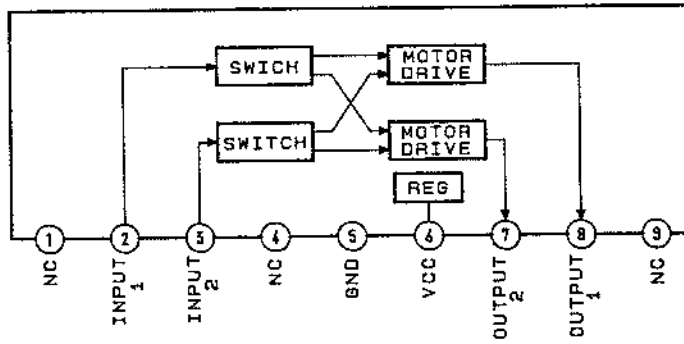 SWICH
MOTOR
DRIVE
SWITCH
MOTOR
DRIVE
REG
1
2
3
4
5
6
7
8
9
NC
INPUT
1
INPUT
2
NC
GND
VCC
OUTPUT
2
OUTPUT
1
NC